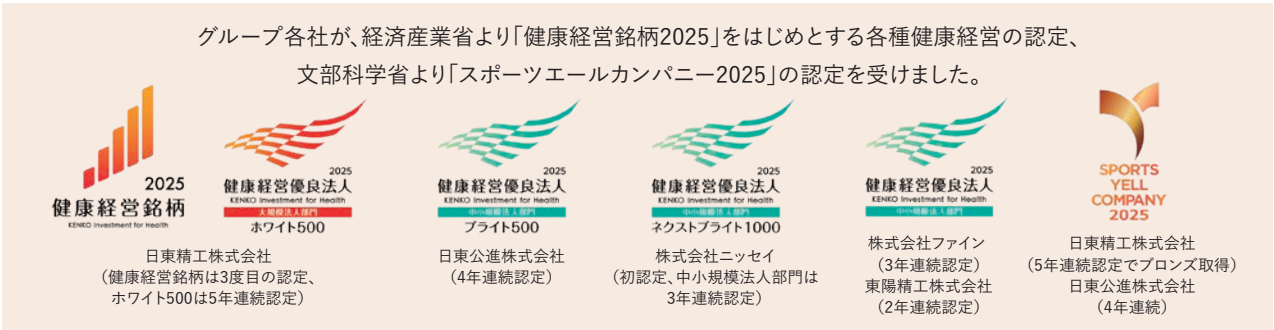 グループ各社が、経済産業省より「健康経営銘柄2025」をはじめとする各種健康経営の認定、
文部科学省より「スポーツエールカンパニー2025」の認定を受けました。
2025
健康経営銘柄
KENKO Investment for Health
日東精工株式会社
（健康経営銘柄は3度目の認定、
ホワイト500は5年連続認定）
2025
健康経営優良法人
KENKO Investment for Health
大規模法人部門
ホワイト500
2025
健康経営優良法人
KENKO Investment for Health
中小規模法人部門
ブライト500
日東公進株式会社
（4年連続認定）
2025
健康経営優良法人
KENKO Investment for Health
中小規模法人部門
ネクストブライト1000
株式会社ニッセイ
（初認定、中小規模法人部門は
3年連続認定）
2025
健康経営優良法人
KENKO Investment for Health
中小規模法人部門
株式会社ファイン
（3年連続認定）
東陽精工株式会社
（2年連続認定）
SPORTS
YELL
COMPANY
2025
日東精工株式会社
（5年連続認定でブロンズ取得）
日東公進株式会社
（4年連続）